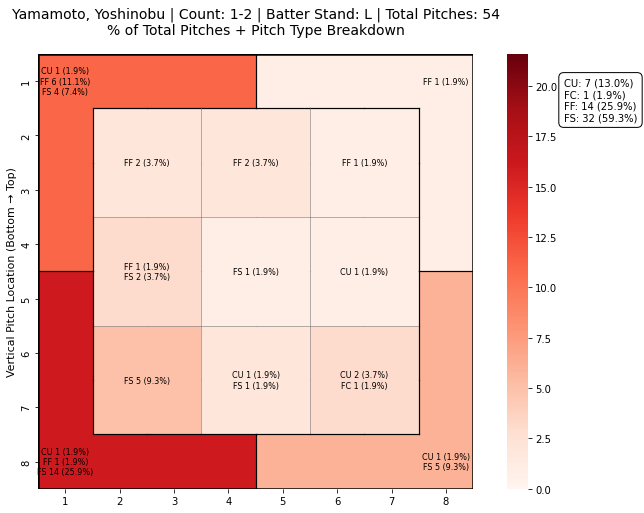 Yamamoto, Yoshinobu | Count: 1-2 | Batter Stand: L | Total Pitches: 54
% of Total Pitches + Pitch Type Breakdown
Vertical Pitch Location (Bottom → Top)
1
2
3
4
5
6
7
8
CU 1 (1.9%)
FF 6 (11.1%)
FS 4 (7.4%)
FF 1 (1.9%)
FF 2 (3.7%)
FF 2 (3.7%)
FF 1 (1.9%)
FF 1 (1.9%)
FS 2 (3.7%)
FS 1 (1.9%)
CU 1 (1.9%)
FS 5 (9.3%)
CU 1 (1.9%)
FS 1 (1.9%)
CU 2 (3.7%)
FC 1 (1.9%)
CU 1 (1.9%)
FF 1 (1.9%)
FS 14 (25.9%)
CU 1 (1.9%)
FS 5 (9.3%)
1 2 3 4 5 6 7 8
20.0
17.5
15.0
12.5
10.0
7.5
5.0
2.5
0.0
CU: 7 (13.0%)
FC: 1 (1.9%)
FF: 14 (25.9%)
FS: 32 (59.3%)